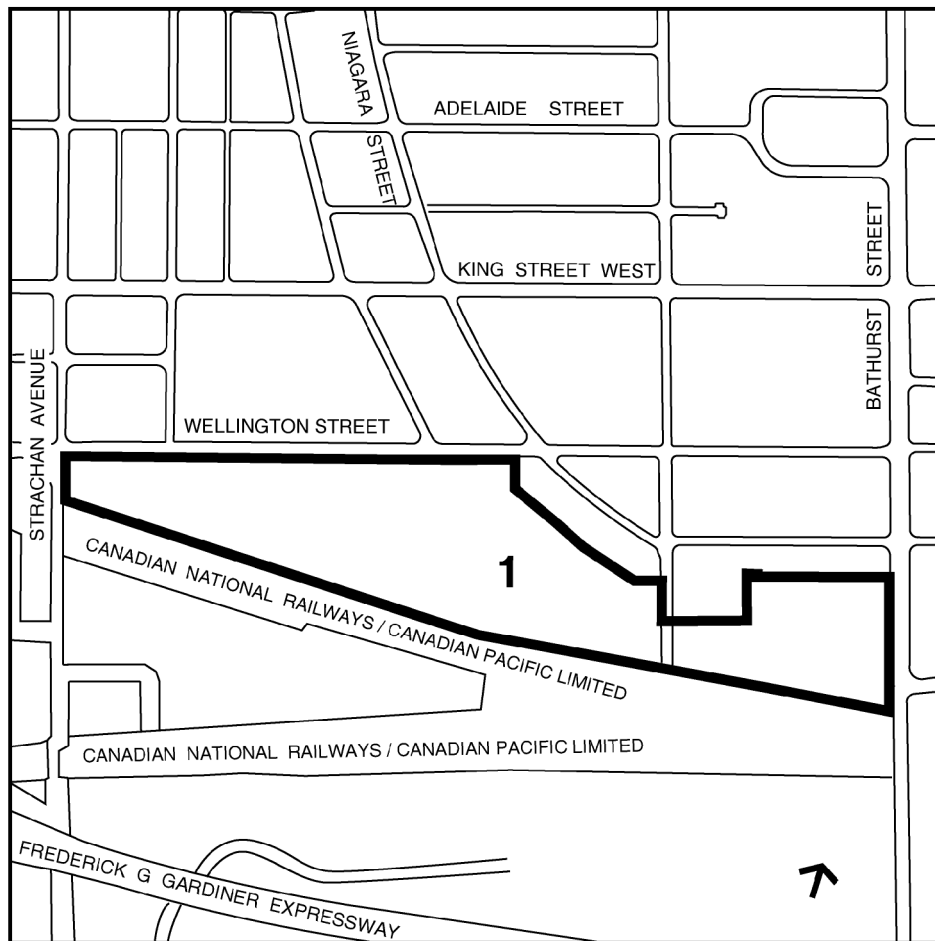 NIAGARA STREET
ADELAIDE STREET
KING STREET WEST
BATHURST STREET
STRACHAN AVENUE
WELLINGTON STREET
1
CANADIAN NATIONAL RAILWAYS / CANADIAN PACIFIC LIMITED
CANADIAN NATIONAL RAILWAYS / CANADIAN PACIFIC LIMITED
FREDERICK G GARDINER EXPRESSWAY